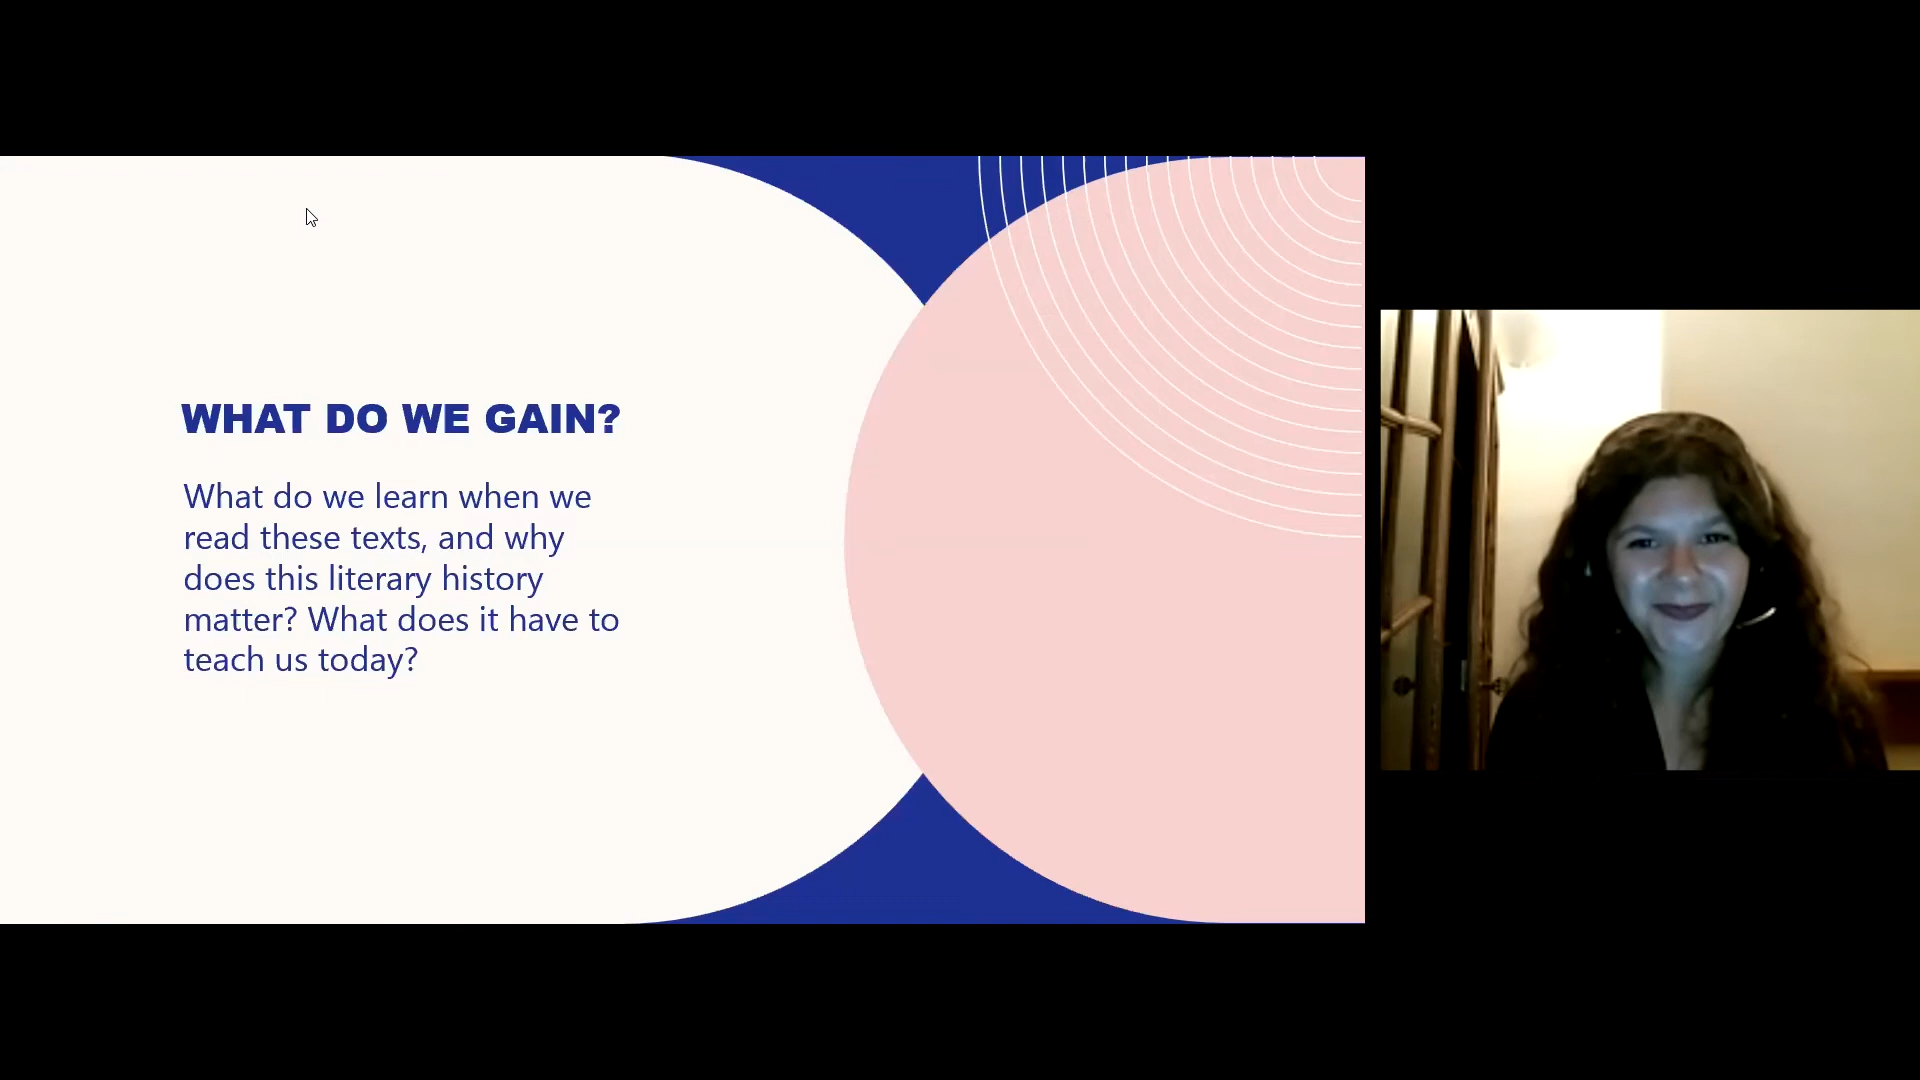 WHAT DO WE GAIN?
What do we learn when we
read these texts, and why
does this literary history
matter? What does it have to
teach us today?